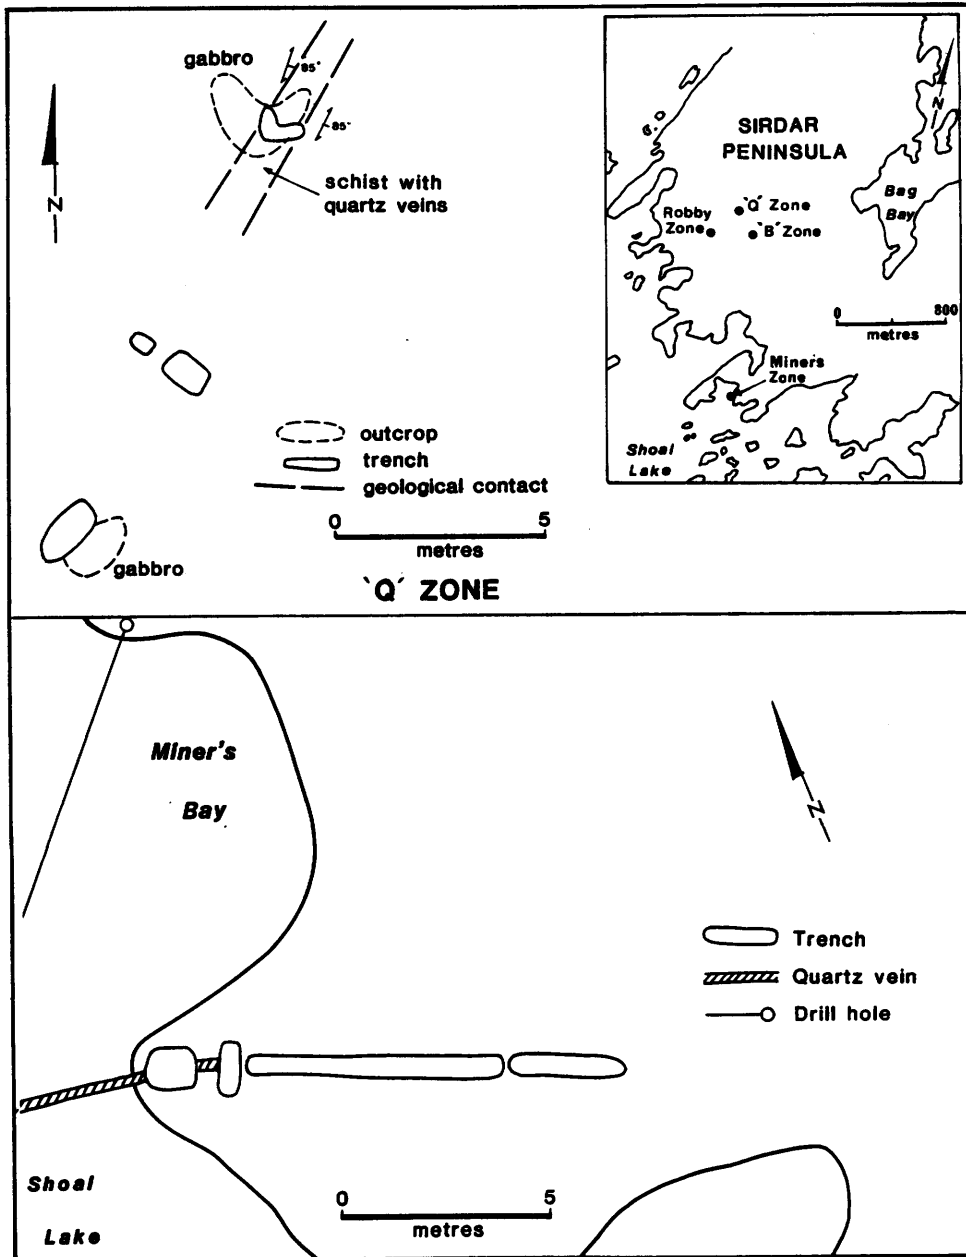 gabbro
85°
85°
N
schist with
quartz veins
outcrop
trench
geological contact
0 5
metres
gabbro
`Q´ ZONE
N
SIRDAR
PENINSULA
Bag
Bay
`Q´ Zone
Robby
Zone
`B´ Zone
0 800
metres
Miner's
Zone
Shoal
Lake
Miner's
Bay
N
Trench
Quartz vein
Drill hole
Shoal
Lake
0 5
metres